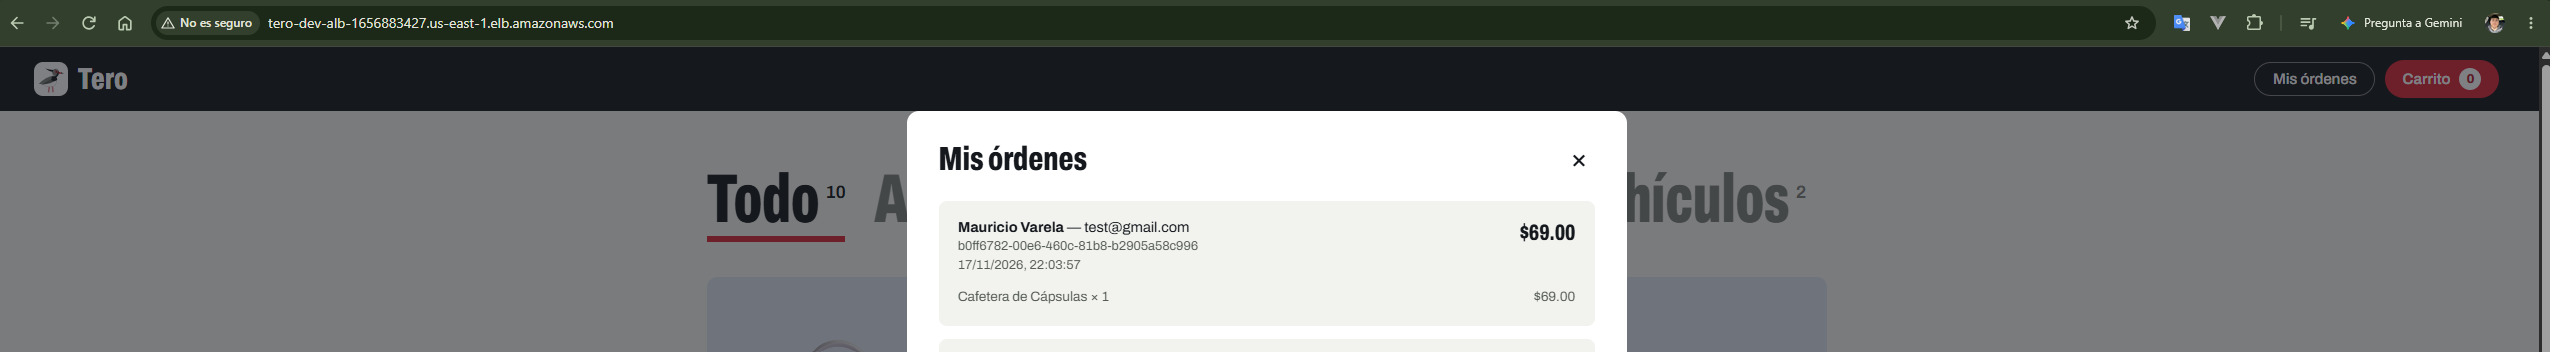 No es seguro tero-dev-alb-1656883427.us-east-1.elb.amazonaws.com Pregunta a Gemini
Tero Mis órdenes Carrito 0
Mis órdenes ×
Todo 10 A hículos 2
Mauricio Varela — test@gmail.com $69.00
b0ff6782-00e6-460c-81b8-b2905a58c996
17/11/2026, 22:03:57
Cafetera de Cápsulas × 1 $69.00